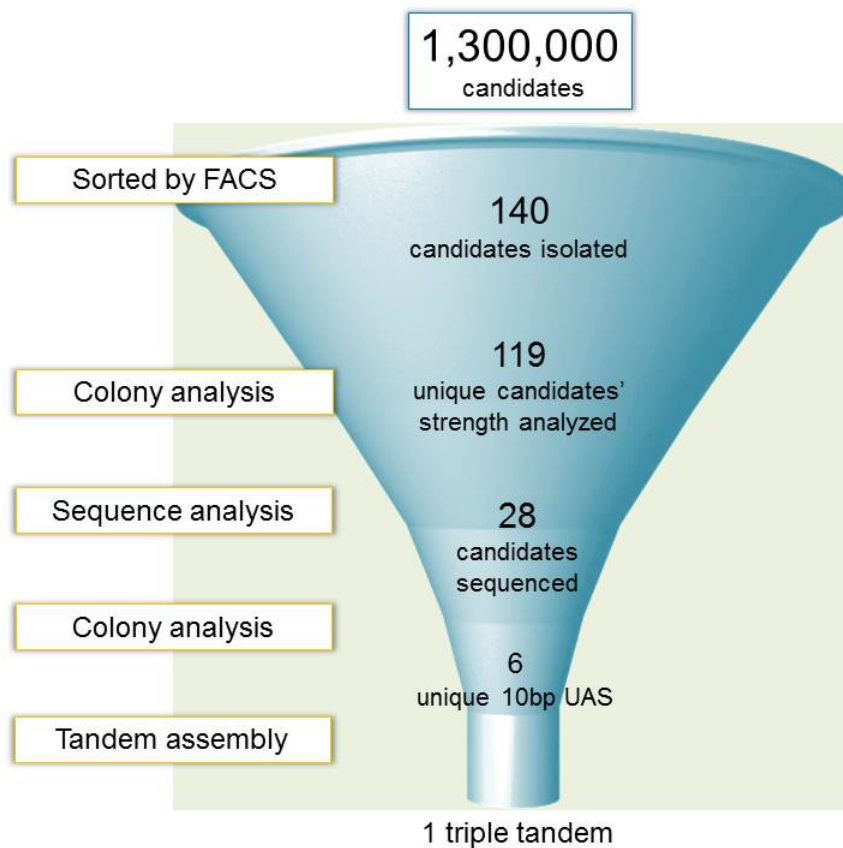 1,300,000
candidates
Sorted by FACS
140
candidates isolated
119
Colony analysis
unique candidates’
strength analyzed
Sequence analysis
28
candidates
sequenced
Colony analysis
6
unique 10bp UAS
Tandem assembly
1 triple tandem